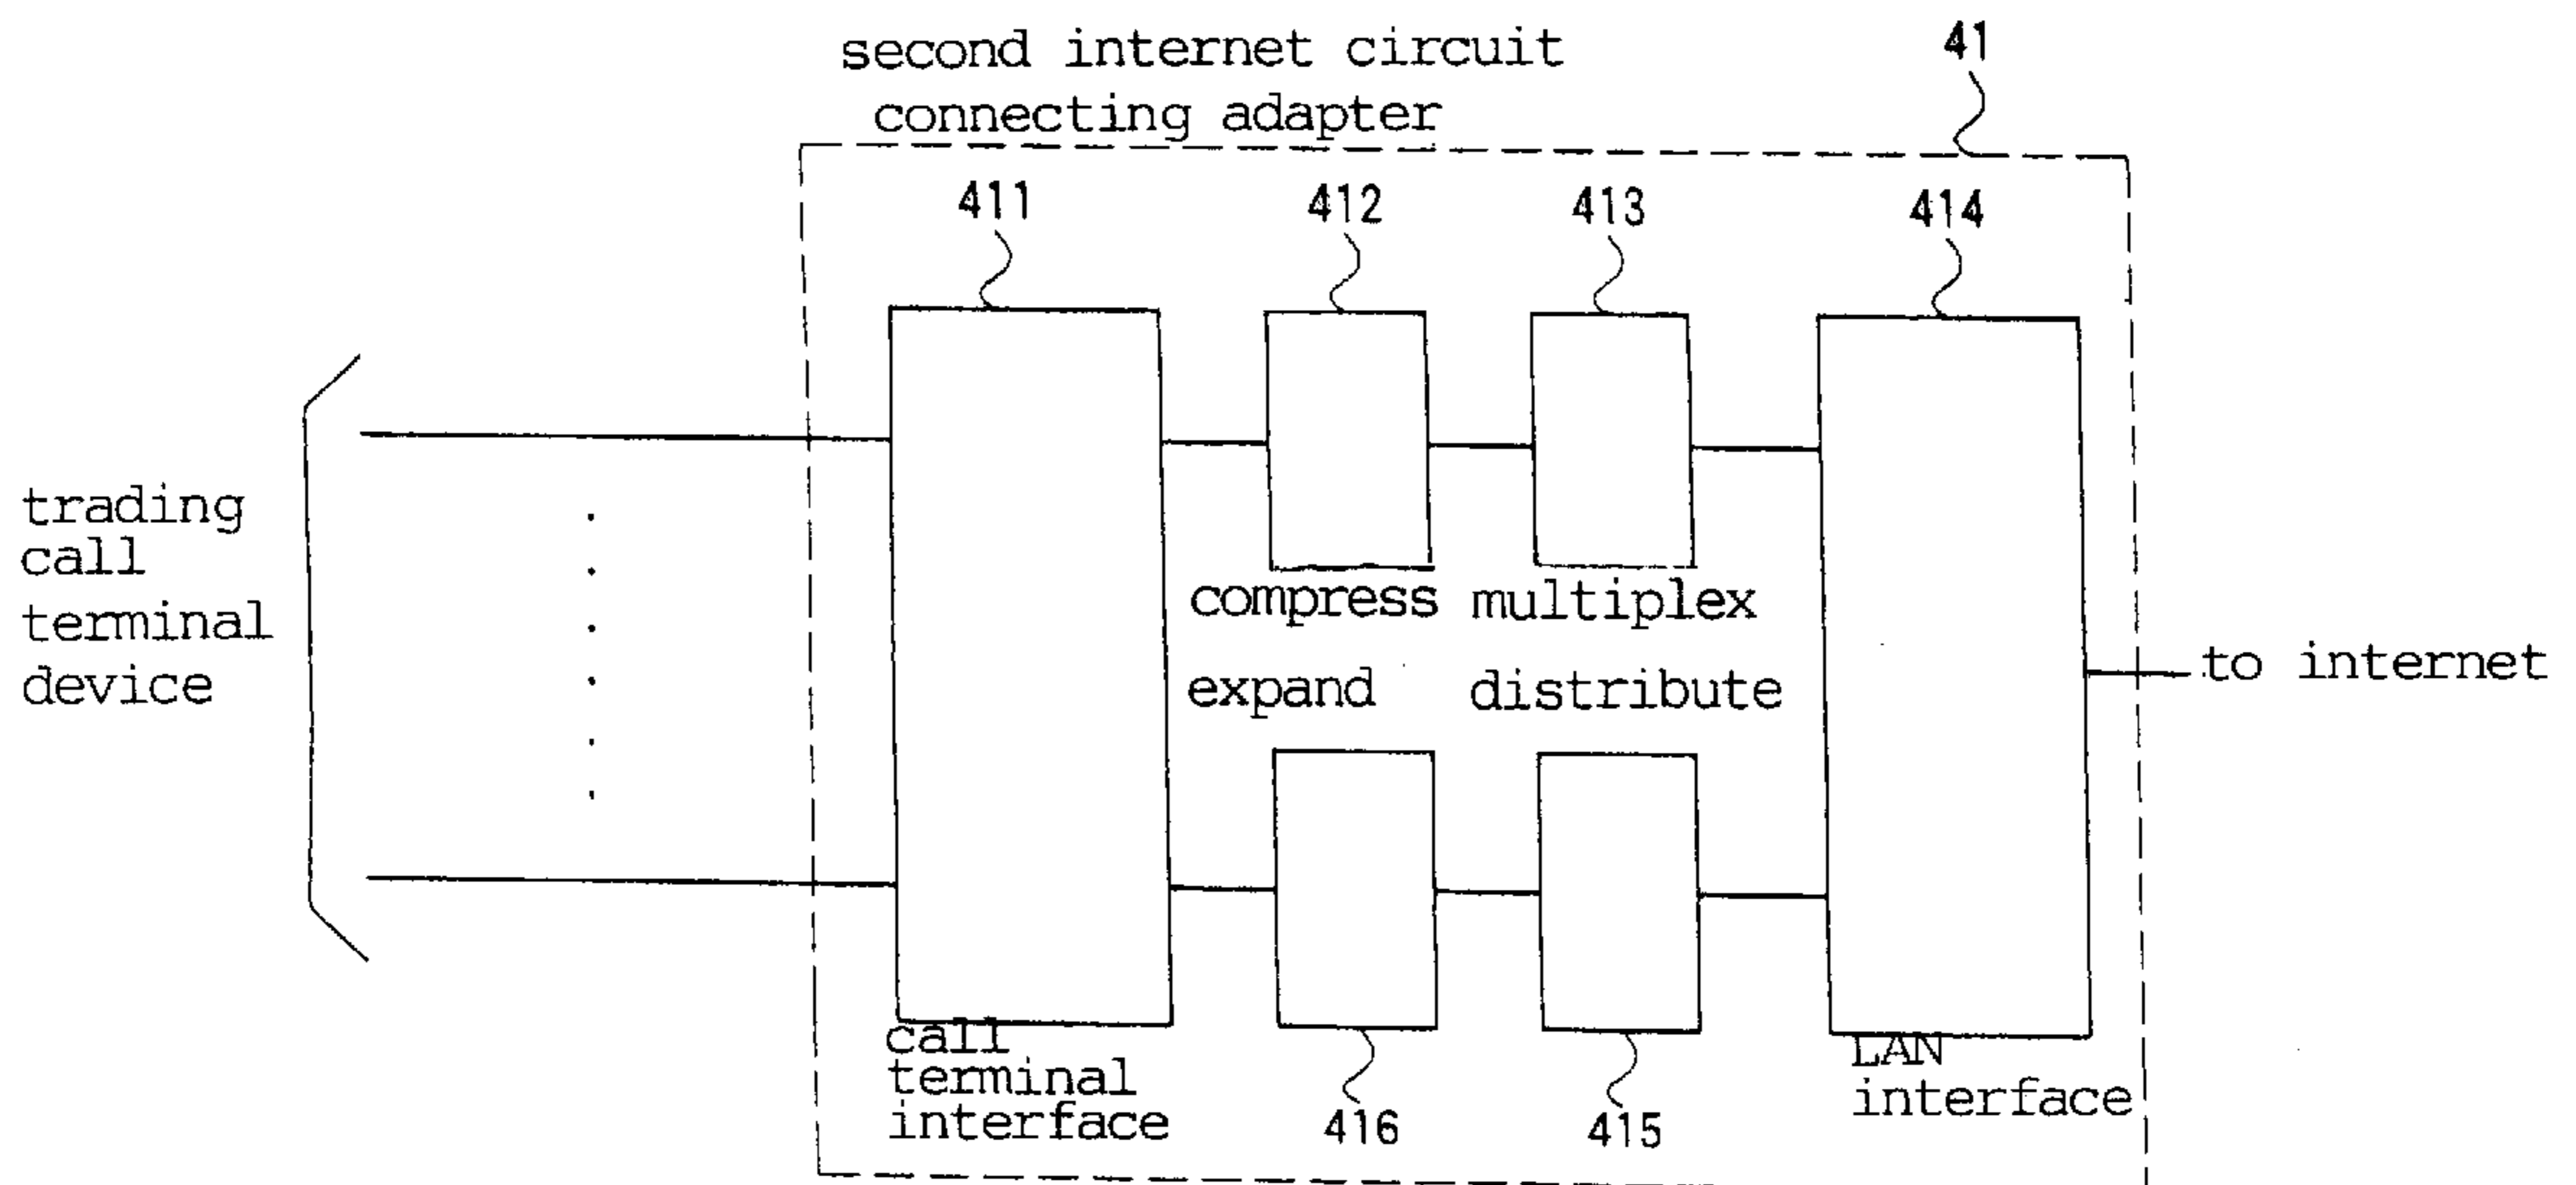 second internet circuit
connecting adapter
41
411
412
413
414
trading
call
terminal
device
compress
multiplex
expand
distribute
to internet
call
terminal
interface
LAN
interface
416
415